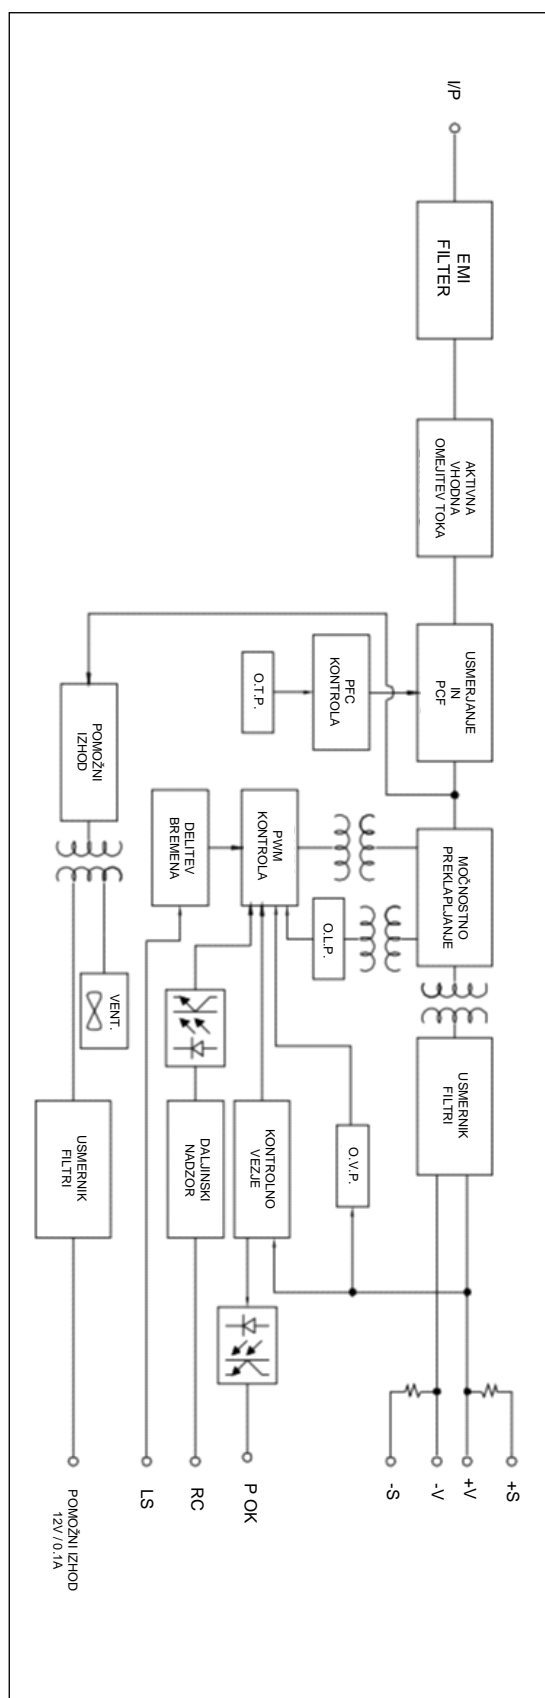 I/P
EMI
FILTER
AKTIVNA
VHODNA
OMEJITEV TOKA
USMERJANJE
IN
PCF
PFC
KONTROLA
O.T.P.
POMOŽNI
IZHOD
MOČNOSTNO
PREKLAPLJANJE
PWM
KONTROLA
DELITEV
BREMENA
O.L.P.
VENT.
USMERNIK
FILTRI
O.V.P.
KONTROLNO
VEZJE
DALJINSKI
NADZOR
USMERNIK
FILTRI
+S
+V
-V
-S
P OK
RC
LS
POMOŽNI IZHOD
12V / 0.1A